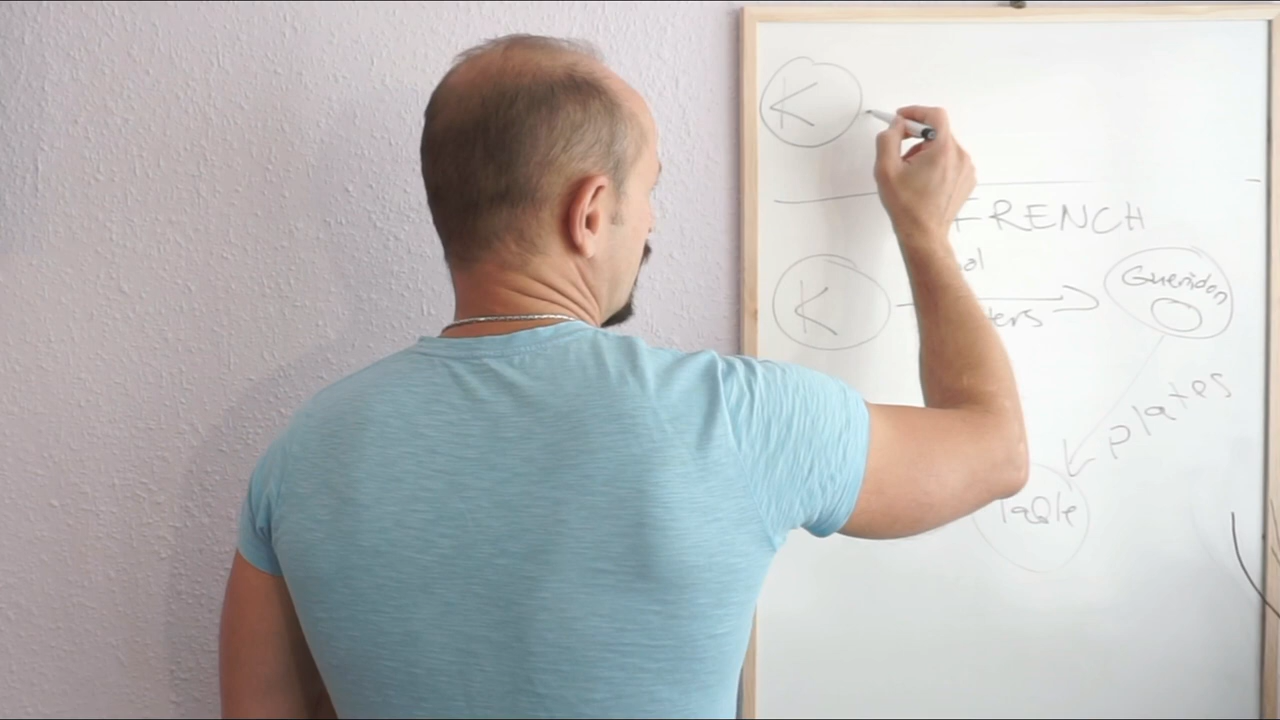 K
FRENCH
K
Gueridon
plates
Table